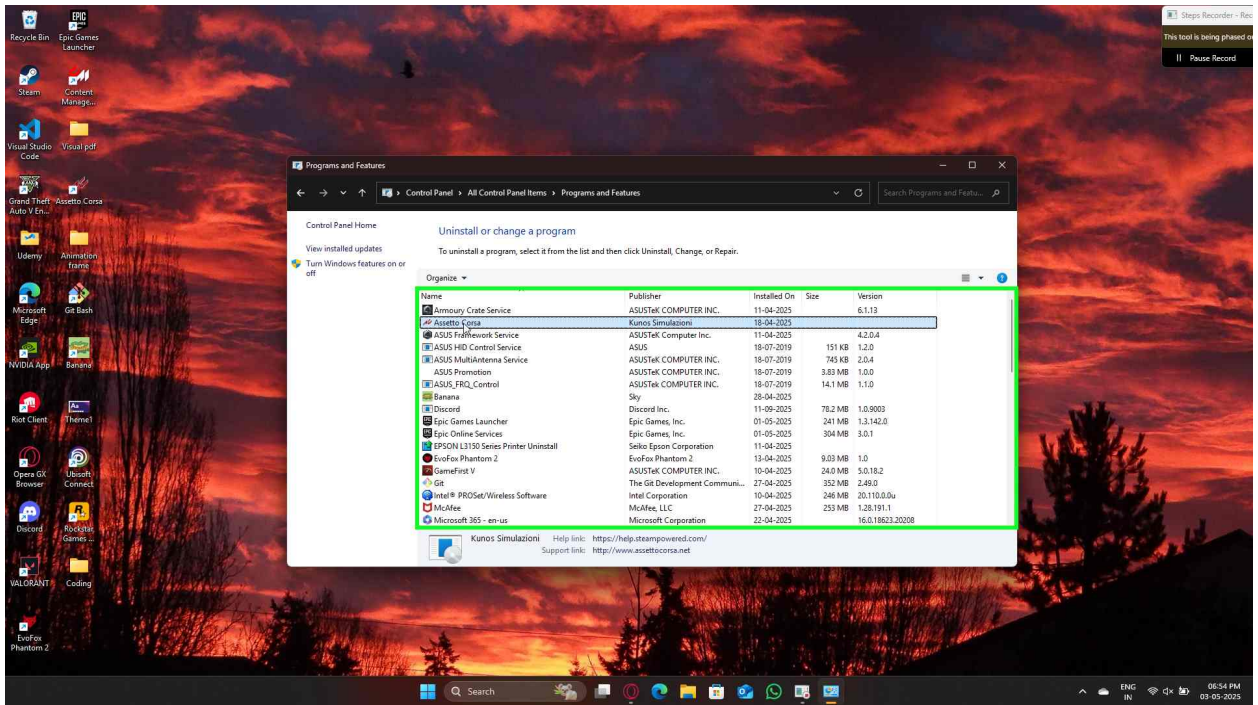 Recycle Bin
Epic Games
Launcher
EPIC
Steam
Content
Manage...
Visual Studio
Code
Visual pdf
Grand Theft
Auto V En...
Assetto Corsa
Udemy
Animation
frame
Microsoft
Edge
Git Bash
NVIDIA App
Banana
Riot Client
Theme1
Opera GX
Browser
Ubisoft
Connect
Discord
Rockstar
Games ...
VALORANT
Coding
EvoFox
Phantom 2
Steps Recorder - Rec
This tool is being phased o
Pause Record
Programs and Features
Control Panel > All Control Panel Items > Programs and Features
Search Programs and Featu...
Control Panel Home
View installed updates
Turn Windows features on or
off
Uninstall or change a program
To uninstall a program, select it from the list and then click Uninstall, Change, or Repair.
Organize
Name Publisher Installed On Size Version
Armoury Crate Service ASUSTeK COMPUTER INC. 11-04-2025 6.1.13
Assetto Corsa Kunos Simulazioni 18-04-2025
ASUS Framework Service ASUSTeK Computer Inc. 11-04-2025 4.2.0.4
ASUS HID Control Service ASUS 18-07-2019 151 KB 1.2.0
ASUS MultiAntenna Service ASUSTeK COMPUTER INC. 18-07-2019 745 KB 2.0.4
ASUS Promotion ASUSTeK COMPUTER INC. 18-07-2019 3.83 MB 1.0.0
ASUS_FRQ_Control ASUSTeK COMPUTER INC. 18-07-2019 14.1 MB 1.1.0
Banana Sky 28-04-2025
Discord Discord Inc. 11-09-2025 78.2 MB 1.0.9003
Epic Games Launcher Epic Games, Inc. 01-05-2025 241 MB 1.3.142.0
Epic Online Services Epic Games, Inc. 01-05-2025 304 MB 3.0.1
EPSON L3150 Series Printer Uninstall Seiko Epson Corporation 11-04-2025
EvoFox Phantom 2 EvoFox Phantom 2 13-04-2025 9.03 MB 1.0
GameFirst V ASUSTeK COMPUTER INC. 10-04-2025 24.0 MB 5.0.18.2
Git The Git Development Communi... 27-04-2025 352 MB 2.49.0
Intel® PROSet/Wireless Software Intel Corporation 10-04-2025 246 MB 20.110.0.0u
McAfee McAfee, LLC 27-04-2025 253 MB 1.28.191.1
Microsoft 365 - en-us Microsoft Corporation 22-04-2025 16.0.18623.20208
Kunos Simulazioni Help link: https://help.steampowered.com/
Support link: http://www.assettocorsa.net
Search
ENG
IN
06:54 PM
03-05-2025